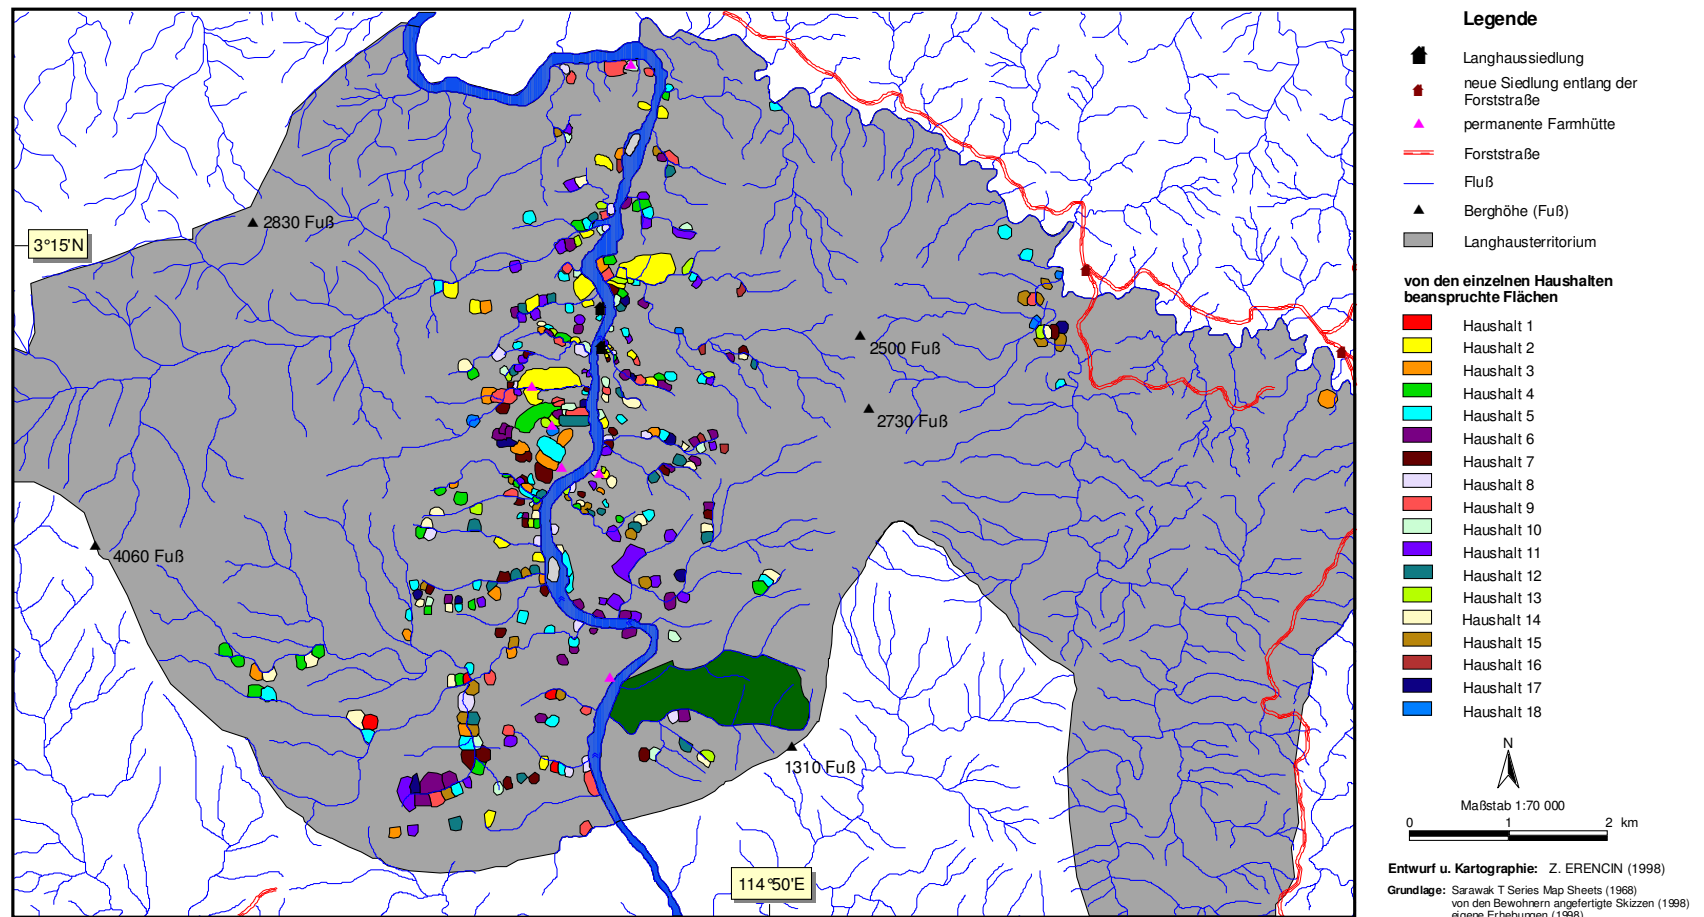 2830 Fuß
3°15'N
2500 Fuß
2730 Fuß
4060 Fuß
1310 Fuß
114°50'E
Legende
Langhaussiedlung
neue Siedlung entlang der
Forststraße
permanente Farmhütte
Forststraße
Fluß
Berghöhe (Fuß)
Langhausterritorium
von den einzelnen Haushalten
beanspruchte Flächen
Haushalt 1
Haushalt 2
Haushalt 3
Haushalt 4
Haushalt 5
Haushalt 6
Haushalt 7
Haushalt 8
Haushalt 9
Haushalt 10
Haushalt 11
Haushalt 12
Haushalt 13
Haushalt 14
Haushalt 15
Haushalt 16
Haushalt 17
Haushalt 18
N
Maßstab 1:70 000
0 1 2 km
Entwurf u. Kartographie: Z. ERENCIN (1998)
Grundlage: Sarawak T Series Map Sheets (1968)
von den Bewohnern angefertigte Skizzen (1998)
eigene Erhebungen (1998)